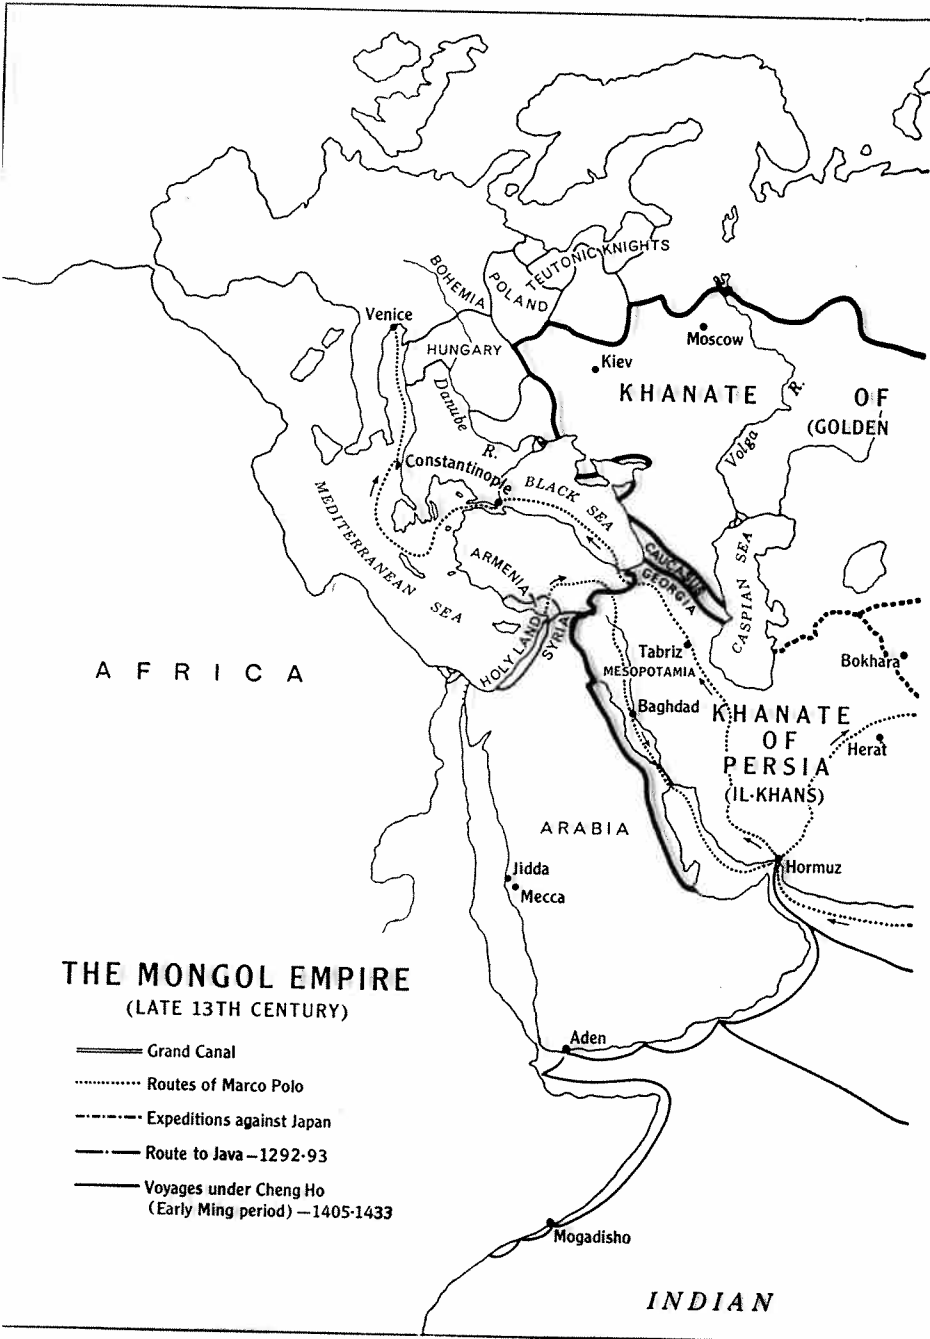 TEUTONIC KNIGHTS
BOHEMIA
POLAND
Venice
HUNGARY
Moscow
Kiev
KHANATE
OF
(GOLDEN
Danube
R.
Volga
R.
Constantinople
BLACK SEA
MEDITERRANEAN SEA
ARMENIA
CAUCASUS
GEORGIA
CASPIAN SEA
HOLY LAND
SYRIA
Tabriz
MESOPOTAMIA
Bokhara
AFRICA
Baghdad
KHANATE
OF
PERSIA
(IL-KHANS)
Herat
ARABIA
Hormuz
Jidda
Mecca
THE MONGOL EMPIRE
(LATE 13TH CENTURY)
Grand Canal
Routes of Marco Polo
Expeditions against Japan
Route to Java—1292-93
Voyages under Cheng Ho
(Early Ming period)—1405-1433
Aden
Mogadisho
INDIAN